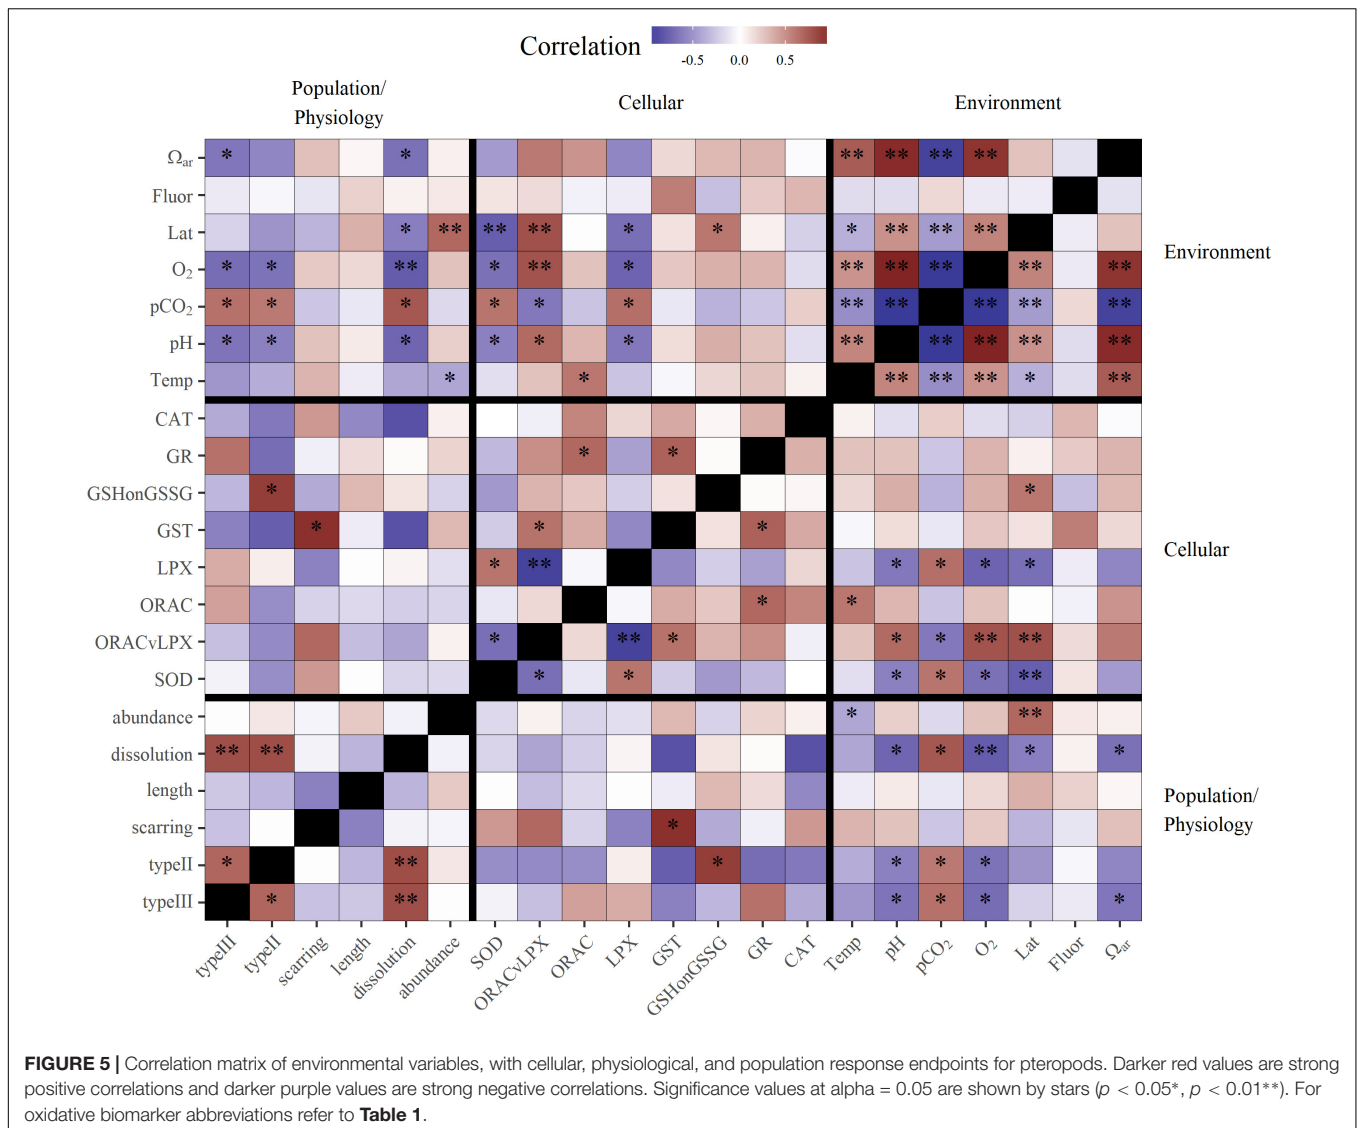 Correlation
-0.5 0.0 0.5
Population/
Physiology
Cellular
Environment
Ωar * * ** ** ** **
Fluor
Lat * ** ** ** * * * ** ** **
O₂ * * ** * ** * ** ** ** ** **
pCO₂ * * * * * * ** ** ** ** **
pH * * * * * * ** ** ** ** **
Temp * * ** ** ** * **
CAT
GR * *
GSHonGSSG * *
GST * * *
LPX * ** * * * *
ORAC * *
ORACvLPX * ** * * * ** **
SOD * * * * * **
abundance * **
dissolution ** ** * * ** * *
length
scarring *
typeII * ** * * * *
typeIII * ** * * * *
Environment
Cellular
Population/
Physiology
typeIII typeII scarring length dissolution abundance SOD ORACvLPX ORAC LPX GST GSHonGSSG GR CAT Temp pH pCO₂ O₂ Lat Fluor Ωar
FIGURE 5 | Correlation matrix of environmental variables, with cellular, physiological, and population response endpoints for pteropods. Darker red values are strong
positive correlations and darker purple values are strong negative correlations. Significance values at alpha = 0.05 are shown by stars (p < 0.05*, p < 0.01**). For
oxidative biomarker abbreviations refer to Table 1.